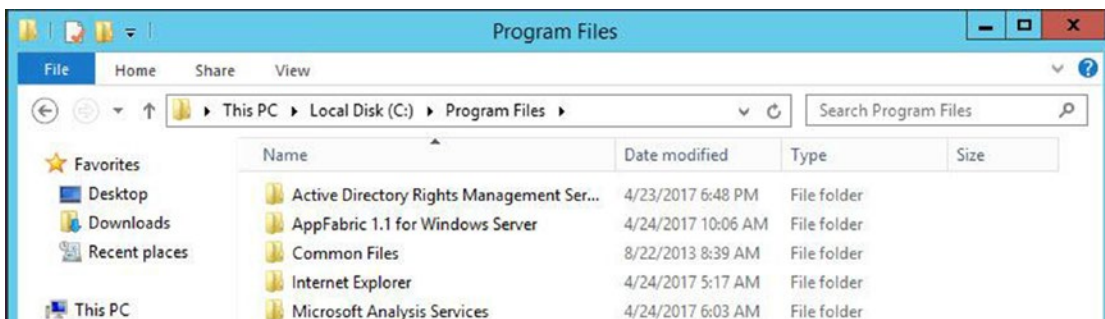 Program Files
File Home Share View
This PC Local Disk (C:) Program Files Search Program Files
Favorites Name Date modified Type Size
Desktop Active Directory Rights Management Ser... 4/23/2017 6:48 PM File folder
Downloads AppFabric 1.1 for Windows Server 4/24/2017 10:06 AM File folder
Recent places Common Files 8/22/2013 8:39 AM File folder
Internet Explorer 4/24/2017 5:17 AM File folder
This PC Microsoft Analysis Services 4/24/2017 6:03 AM File folder